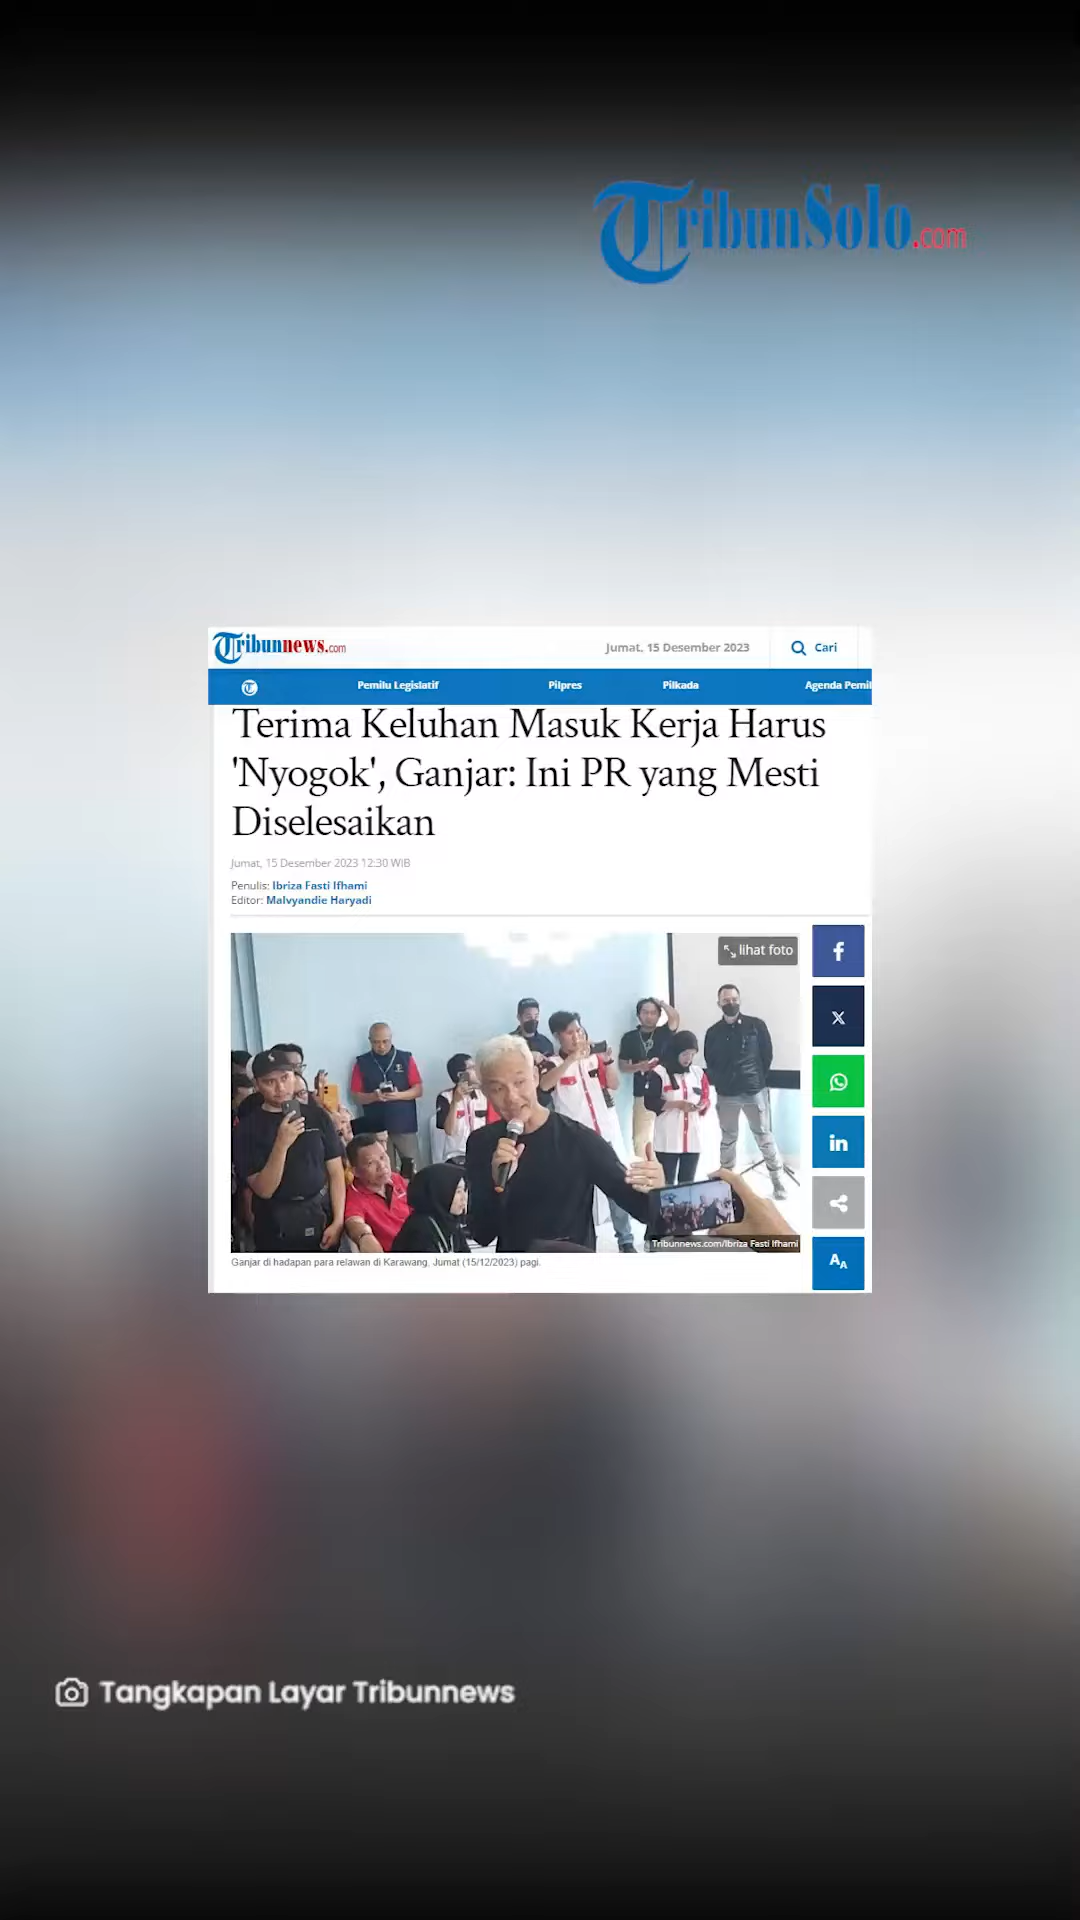 TribunSolo.com
Tribunnews.com
Jumat, 15 Desember 2023
Cari
Pemilu Legislatif
Pilpres
Pilkada
Agenda Pemil
Terima Keluhan Masuk Kerja Harus
'Nyogok', Ganjar: Ini PR yang Mesti
Diselesaikan
Jumat, 15 Desember 2023 12:30 WIB
Penulis: Ibriza Fasti Ifhami
Editor: Malvyandie Haryadi
lihat foto
Tribunnews.com/Ibriza Fasti Ifhami
Ganjar di hadapan para relawan di Karawang, Jumat (15/12/2023) pagi.
AA
Tangkapan Layar Tribunnews